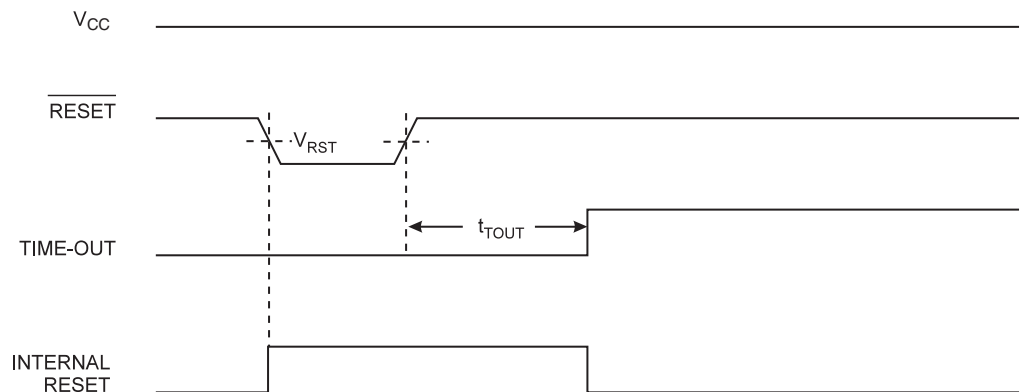 VCC
RESET
VRST
tTOUT
TIME-OUT
INTERNAL
RESET